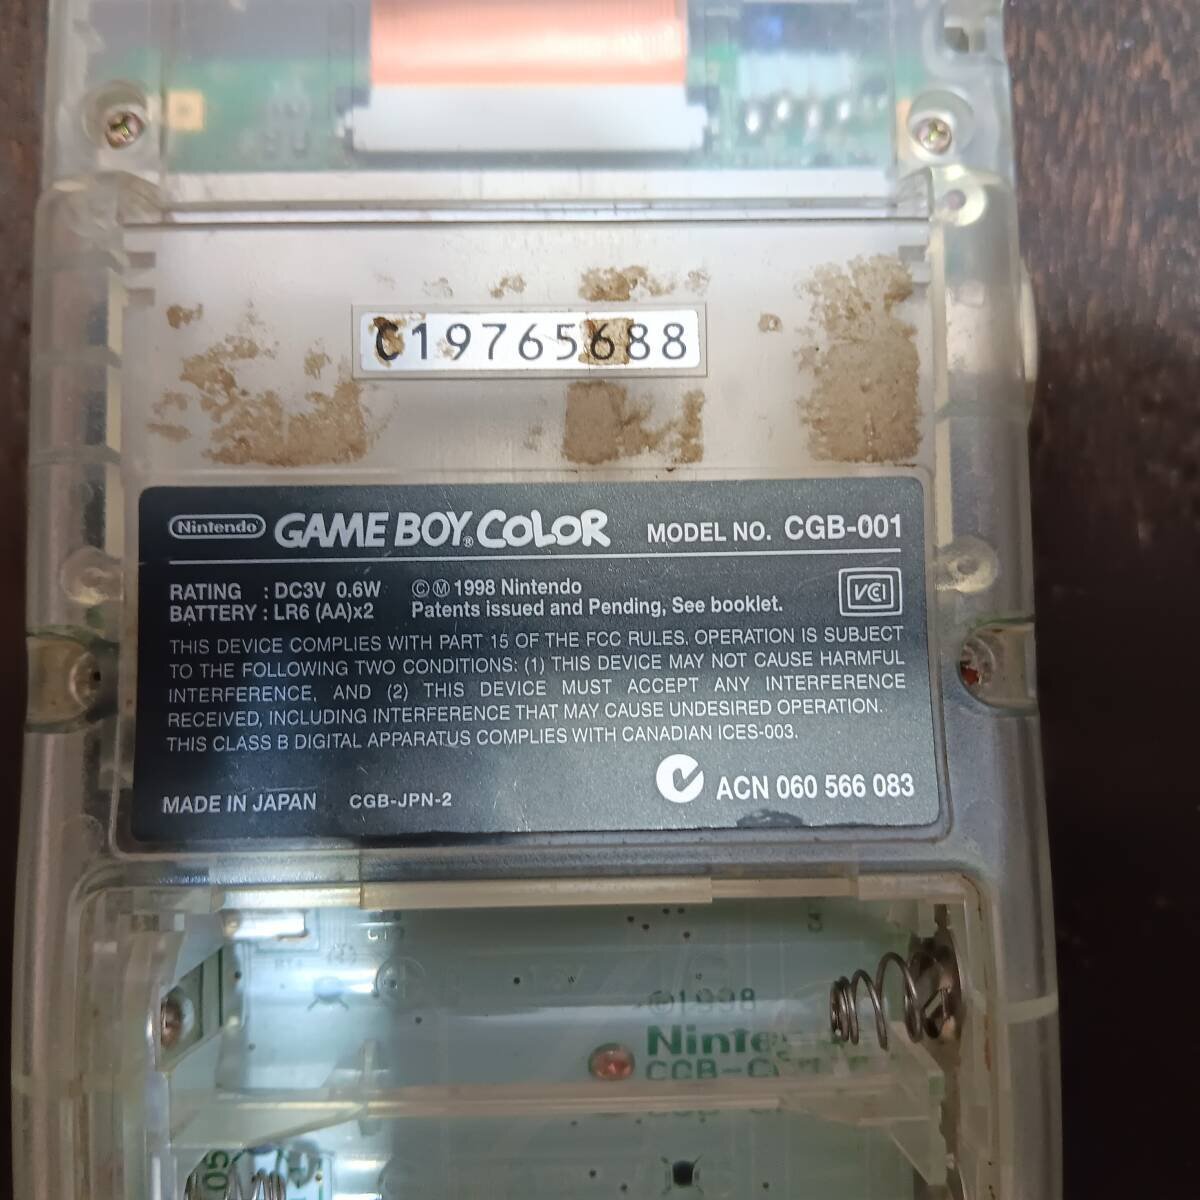 C19765688
Nintendo GAME BOY COLOR MODEL NO. CGB-001
RATING : DC3V 0.6W
BATTERY : LR6 (AA)x2
©Ⓜ 1998 Nintendo
Patents issued and Pending, See booklet.
VCI
THIS DEVICE COMPLIES WITH PART 15 OF THE FCC RULES. OPERATION IS SUBJECT
TO THE FOLLOWING TWO CONDITIONS: (1) THIS DEVICE MAY NOT CAUSE HARMFUL
INTERFERENCE, AND (2) THIS DEVICE MUST ACCEPT ANY INTERFERENCE
RECEIVED, INCLUDING INTERFERENCE THAT MAY CAUSE UNDESIRED OPERATION.
THIS CLASS B DIGITAL APPARATUS COMPLIES WITH CANADIAN ICES-003.
MADE IN JAPAN CGB-JPN-2
ACN 060 566 083
©1998